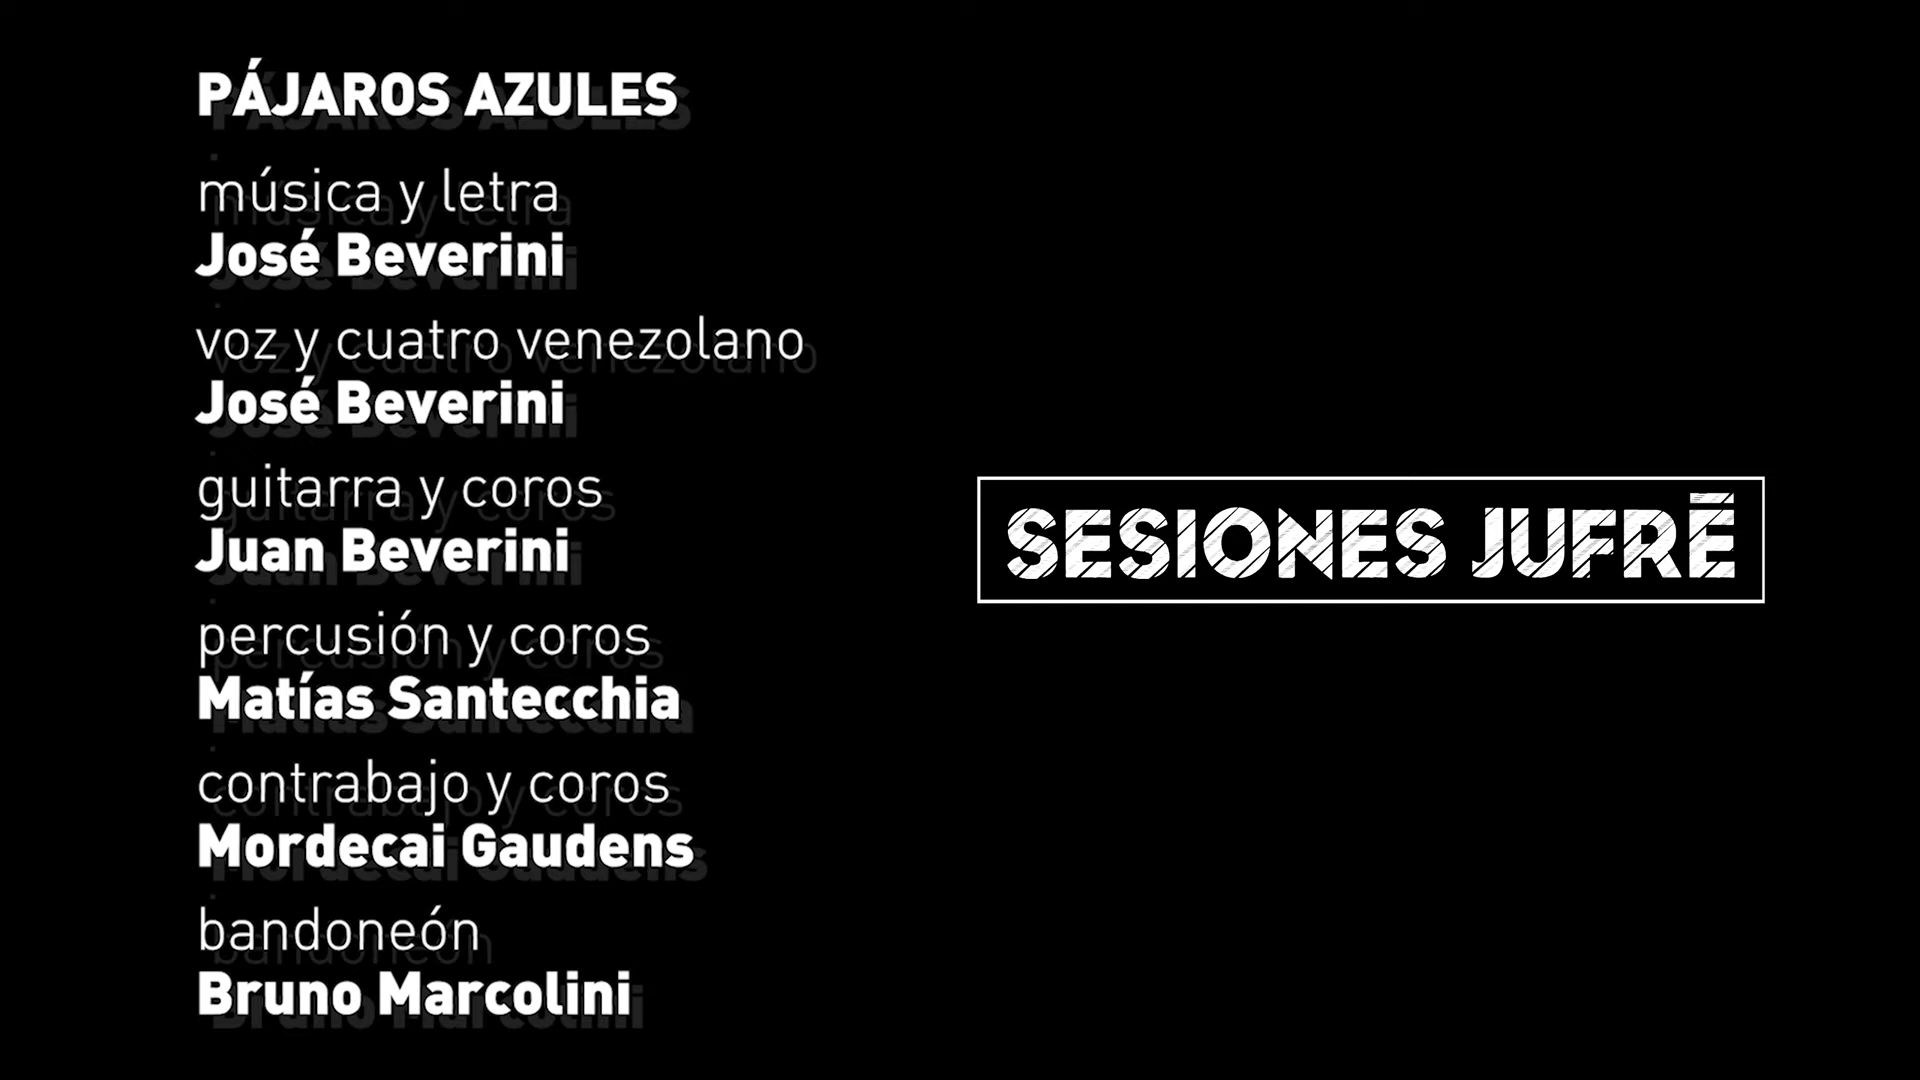 PÁJAROS AZULES
música y letra
José Beverini
voz y cuatro venezolano
José Beverini
guitarra y coros
Juan Beverini
percusión y coros
Matías Santecchia
contrabajo y coros
Mordecai Gaudens
bandoneón
Bruno Marcolini
SESIONES JUFRĒ